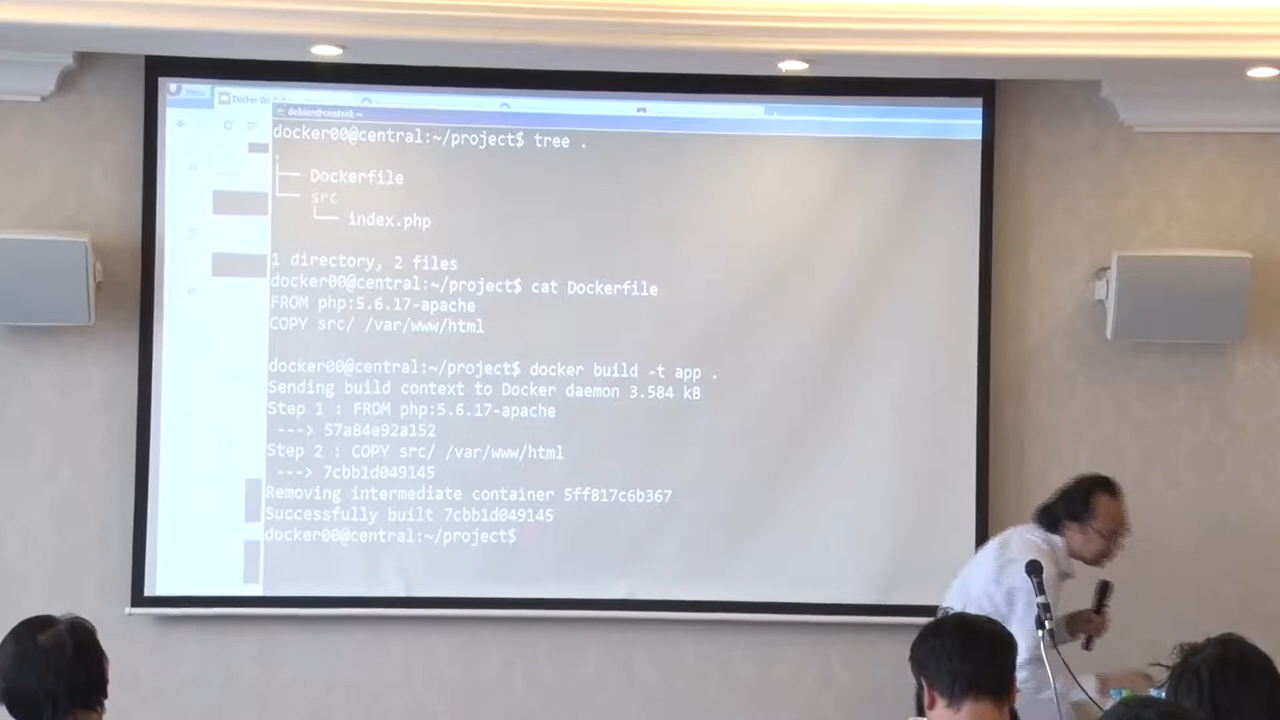 Docker
debian@central: ~
docker00@central:~/project$ tree .
.
├── Dockerfile
└── src
└── index.php
1 directory, 2 files
docker00@central:~/project$ cat Dockerfile
FROM php:5.6.17-apache
COPY src/ /var/www/html
docker00@central:~/project$ docker build -t app .
Sending build context to Docker daemon 3.584 kB
Step 1 : FROM php:5.6.17-apache
---> 57a84e92a152
Step 2 : COPY src/ /var/www/html
---> 7cbb1d049145
Removing intermediate container 5ff817c6b367
Successfully built 7cbb1d049145
docker00@central:~/project$